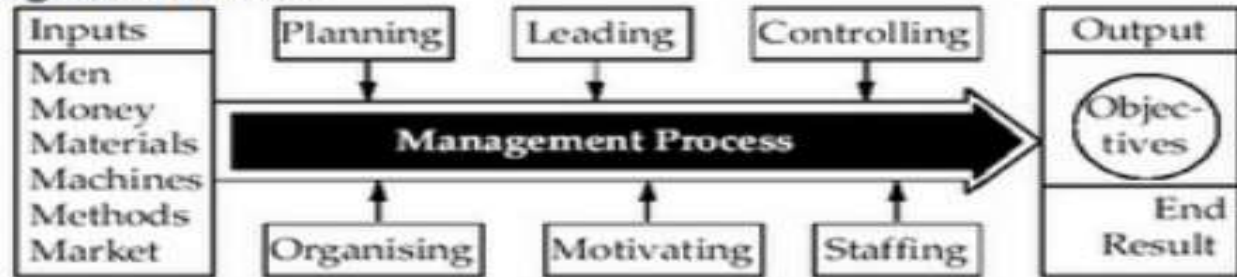 Inputs
Men
Money
Materials
Machines
Methods
Market
Planning
Leading
Controlling
Management Process
Organising
Motivating
Staffing
Output
Objec-
tives
End
Result